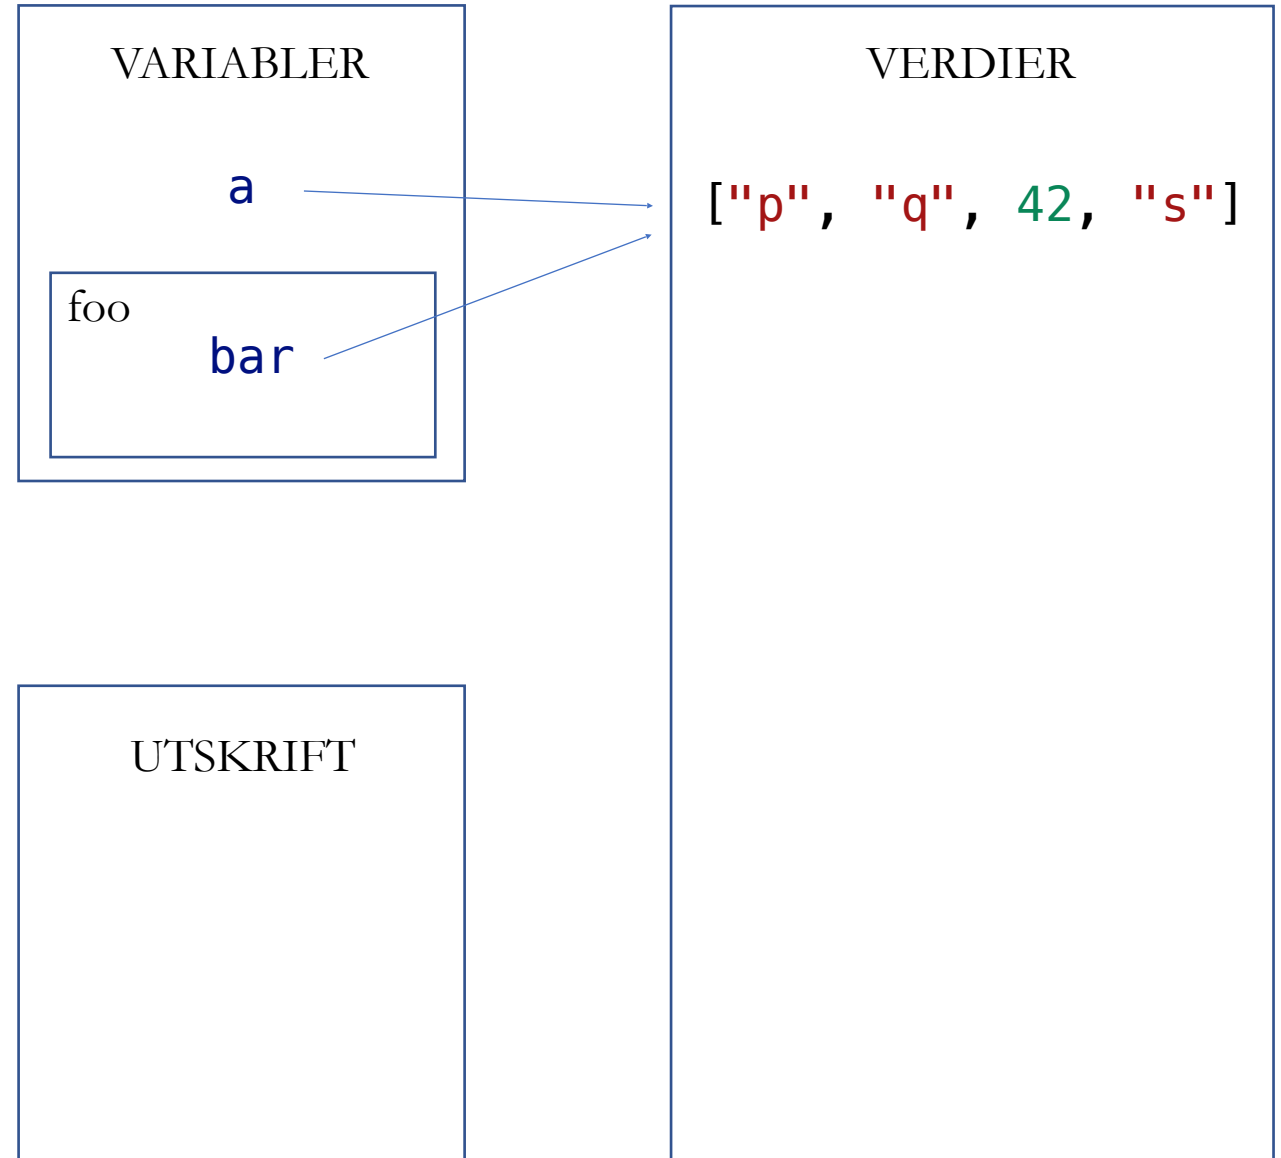 VARIABLER
a
foo
bar
VERDIER
["p", "q", 42, "s"]
UTSKRIFT